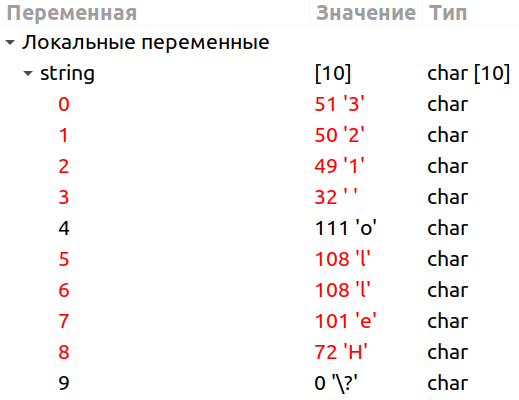 Переменная Значение Тип
Локальные переменные
string [10] char [10]
0 51 '3' char
1 50 '2' char
2 49 '1' char
3 32 ' ' char
4 111 'o' char
5 108 'l' char
6 108 'l' char
7 101 'e' char
8 72 'H' char
9 0 '\?' char